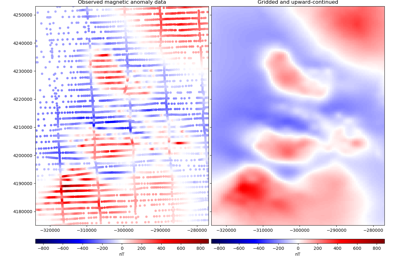 Observed magnetic anomaly data
Gridded and upward-continued
4250000
4240000
4230000
4220000
4210000
4200000
4190000
4180000
−320000 −310000 −300000 −290000 −280000
−320000 −310000 −300000 −290000 −280000
−800 −600 −400 −200 0 200 400 600 800
−800 −600 −400 −200 0 200 400 600 800
nT
nT